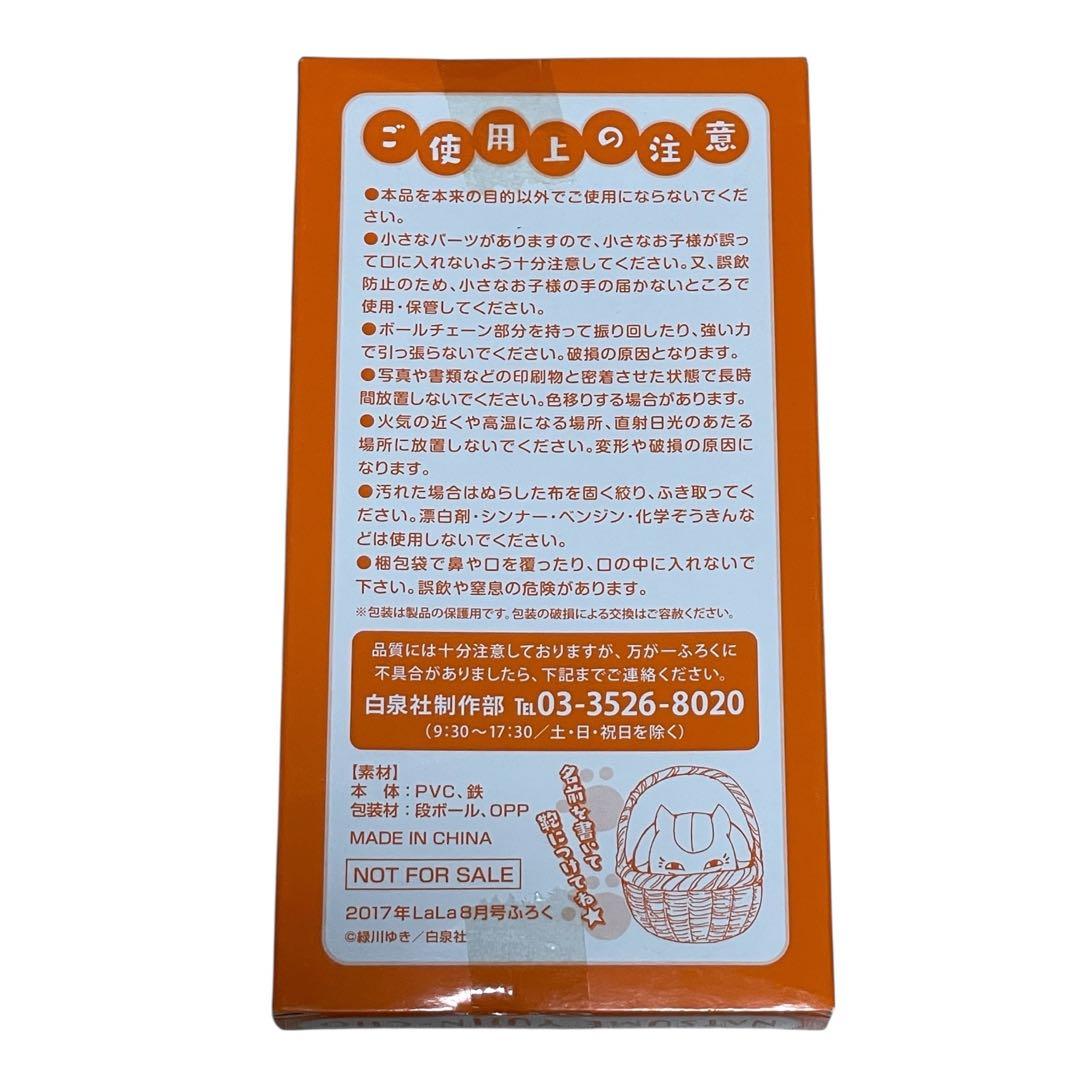 ご使用上の注意
●本品を本来の目的以外でご使用にならないでくだ
さい。
●小さなパーツがありますので、小さなお子様が誤っ
て口に入れないよう十分注意してください。又、誤飲
防止のため、小さなお子様の手の届かないところで
使用・保管してください。
●ボールチェーン部分を持って振り回したり、強い力
で引っ張らないでください。破損の原因となります。
●写真や書類などの印刷物と密着させた状態で長時
間放置しないでください。色移りする場合があります。
●火気の近くや高温になる場所、直射日光のあたる
場所に放置しないでください。変形や破損の原因に
なります。
●汚れた場合はぬらした布を固く絞り、ふき取ってく
ださい。漂白剤・シンナー・ベンジン・化学ぞうきんな
どは使用しないでください。
●梱包袋で鼻や口を覆ったり、口の中に入れないで
下さい。誤飲や窒息の危険があります。
※包装は製品の保護用です。包装の破損による交換はご容赦ください。
品質には十分注意しておりますが、万が一ふろくに
不具合がありましたら、下記までご連絡ください。
白泉社制作部 TEL03-3526-8020
(9:30〜17:30/土・日・祝日を除く)
【素材】
本 体:PVC、鉄
包装材:段ボール、OPP
MADE IN CHINA
NOT FOR SALE
2017年LaLa8月号ふろく
©緑川ゆき/白泉社
名前を書いて
鞄につけてね☆
NATSUME YUJIN-CHO